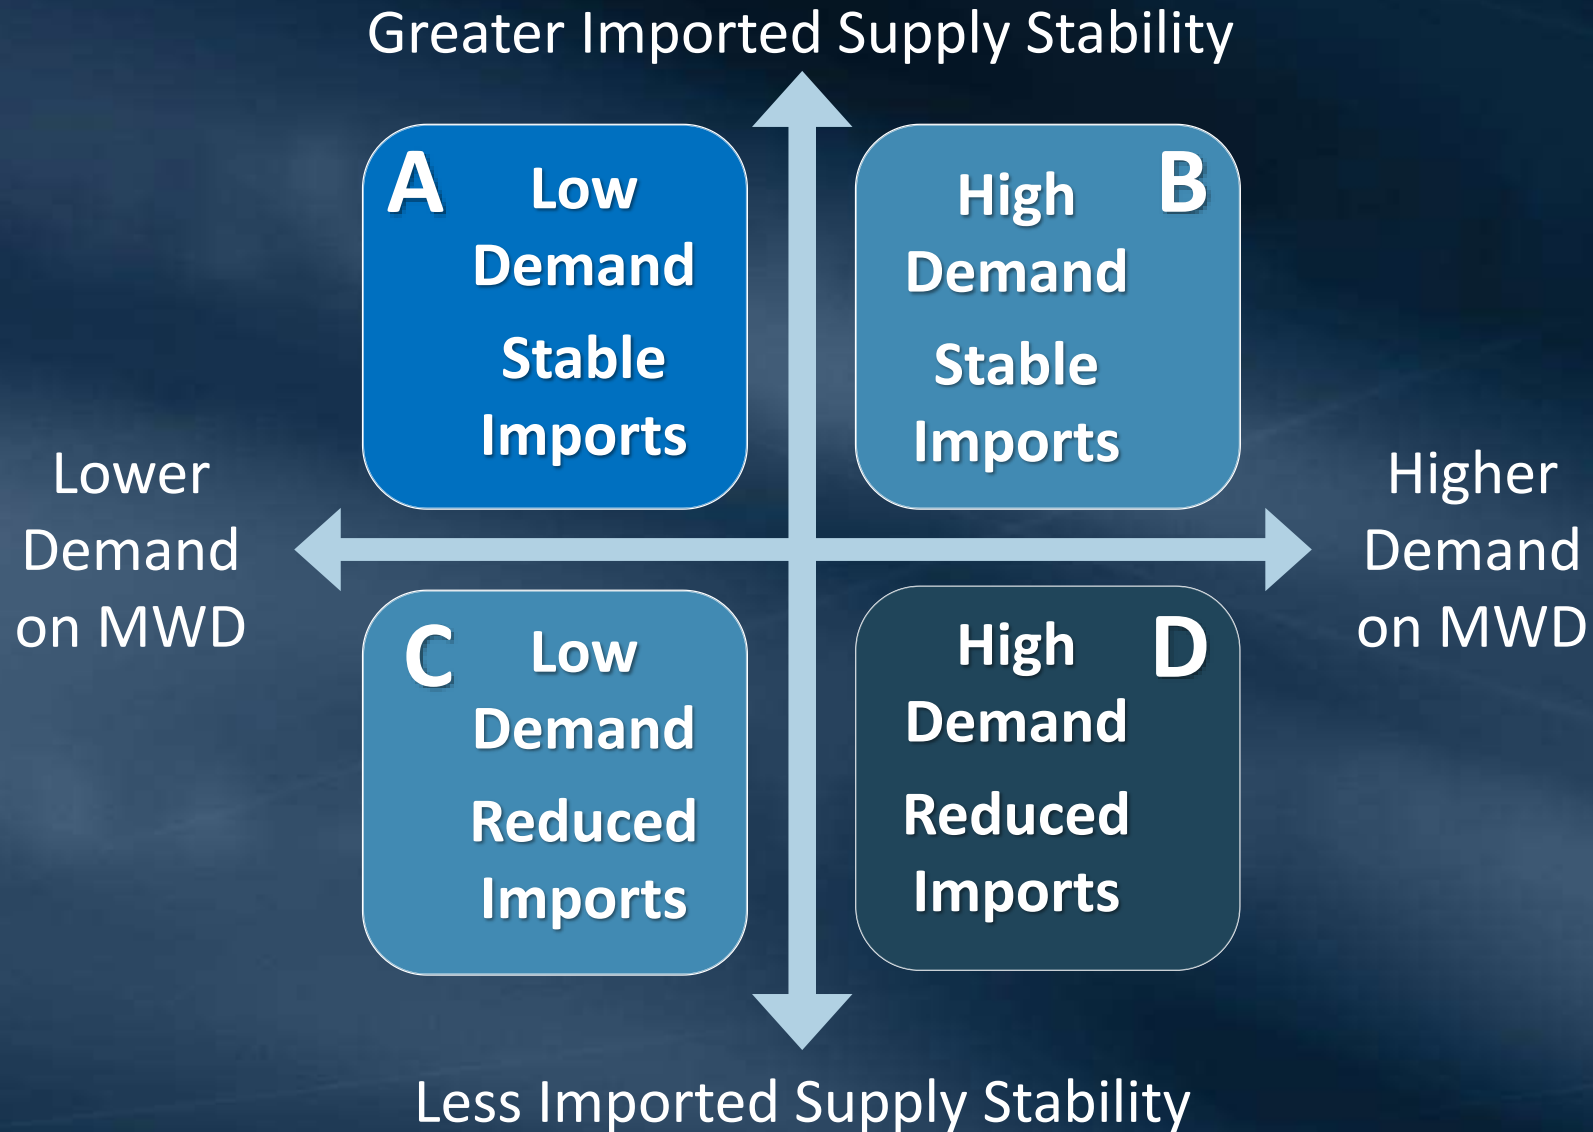 Greater Imported Supply Stability
A
Low
Demand
Stable
Imports
B
High
Demand
Stable
Imports
Lower
Demand
on MWD
Higher
Demand
on MWD
C
Low
Demand
Reduced
Imports
D
High
Demand
Reduced
Imports
Less Imported Supply Stability